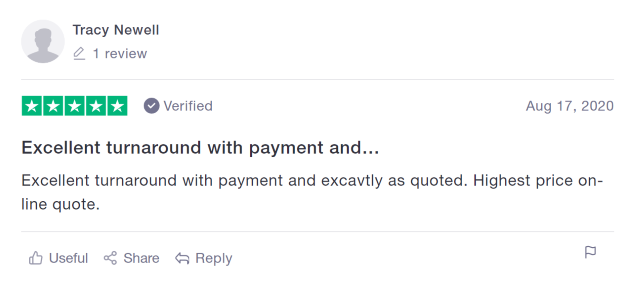 Tracy Newell
1 review
Verified
Aug 17, 2020
Excellent turnaround with payment and...
Excellent turnaround with payment and excavtly as quoted. Highest price on-
line quote.
Useful
Share
Reply